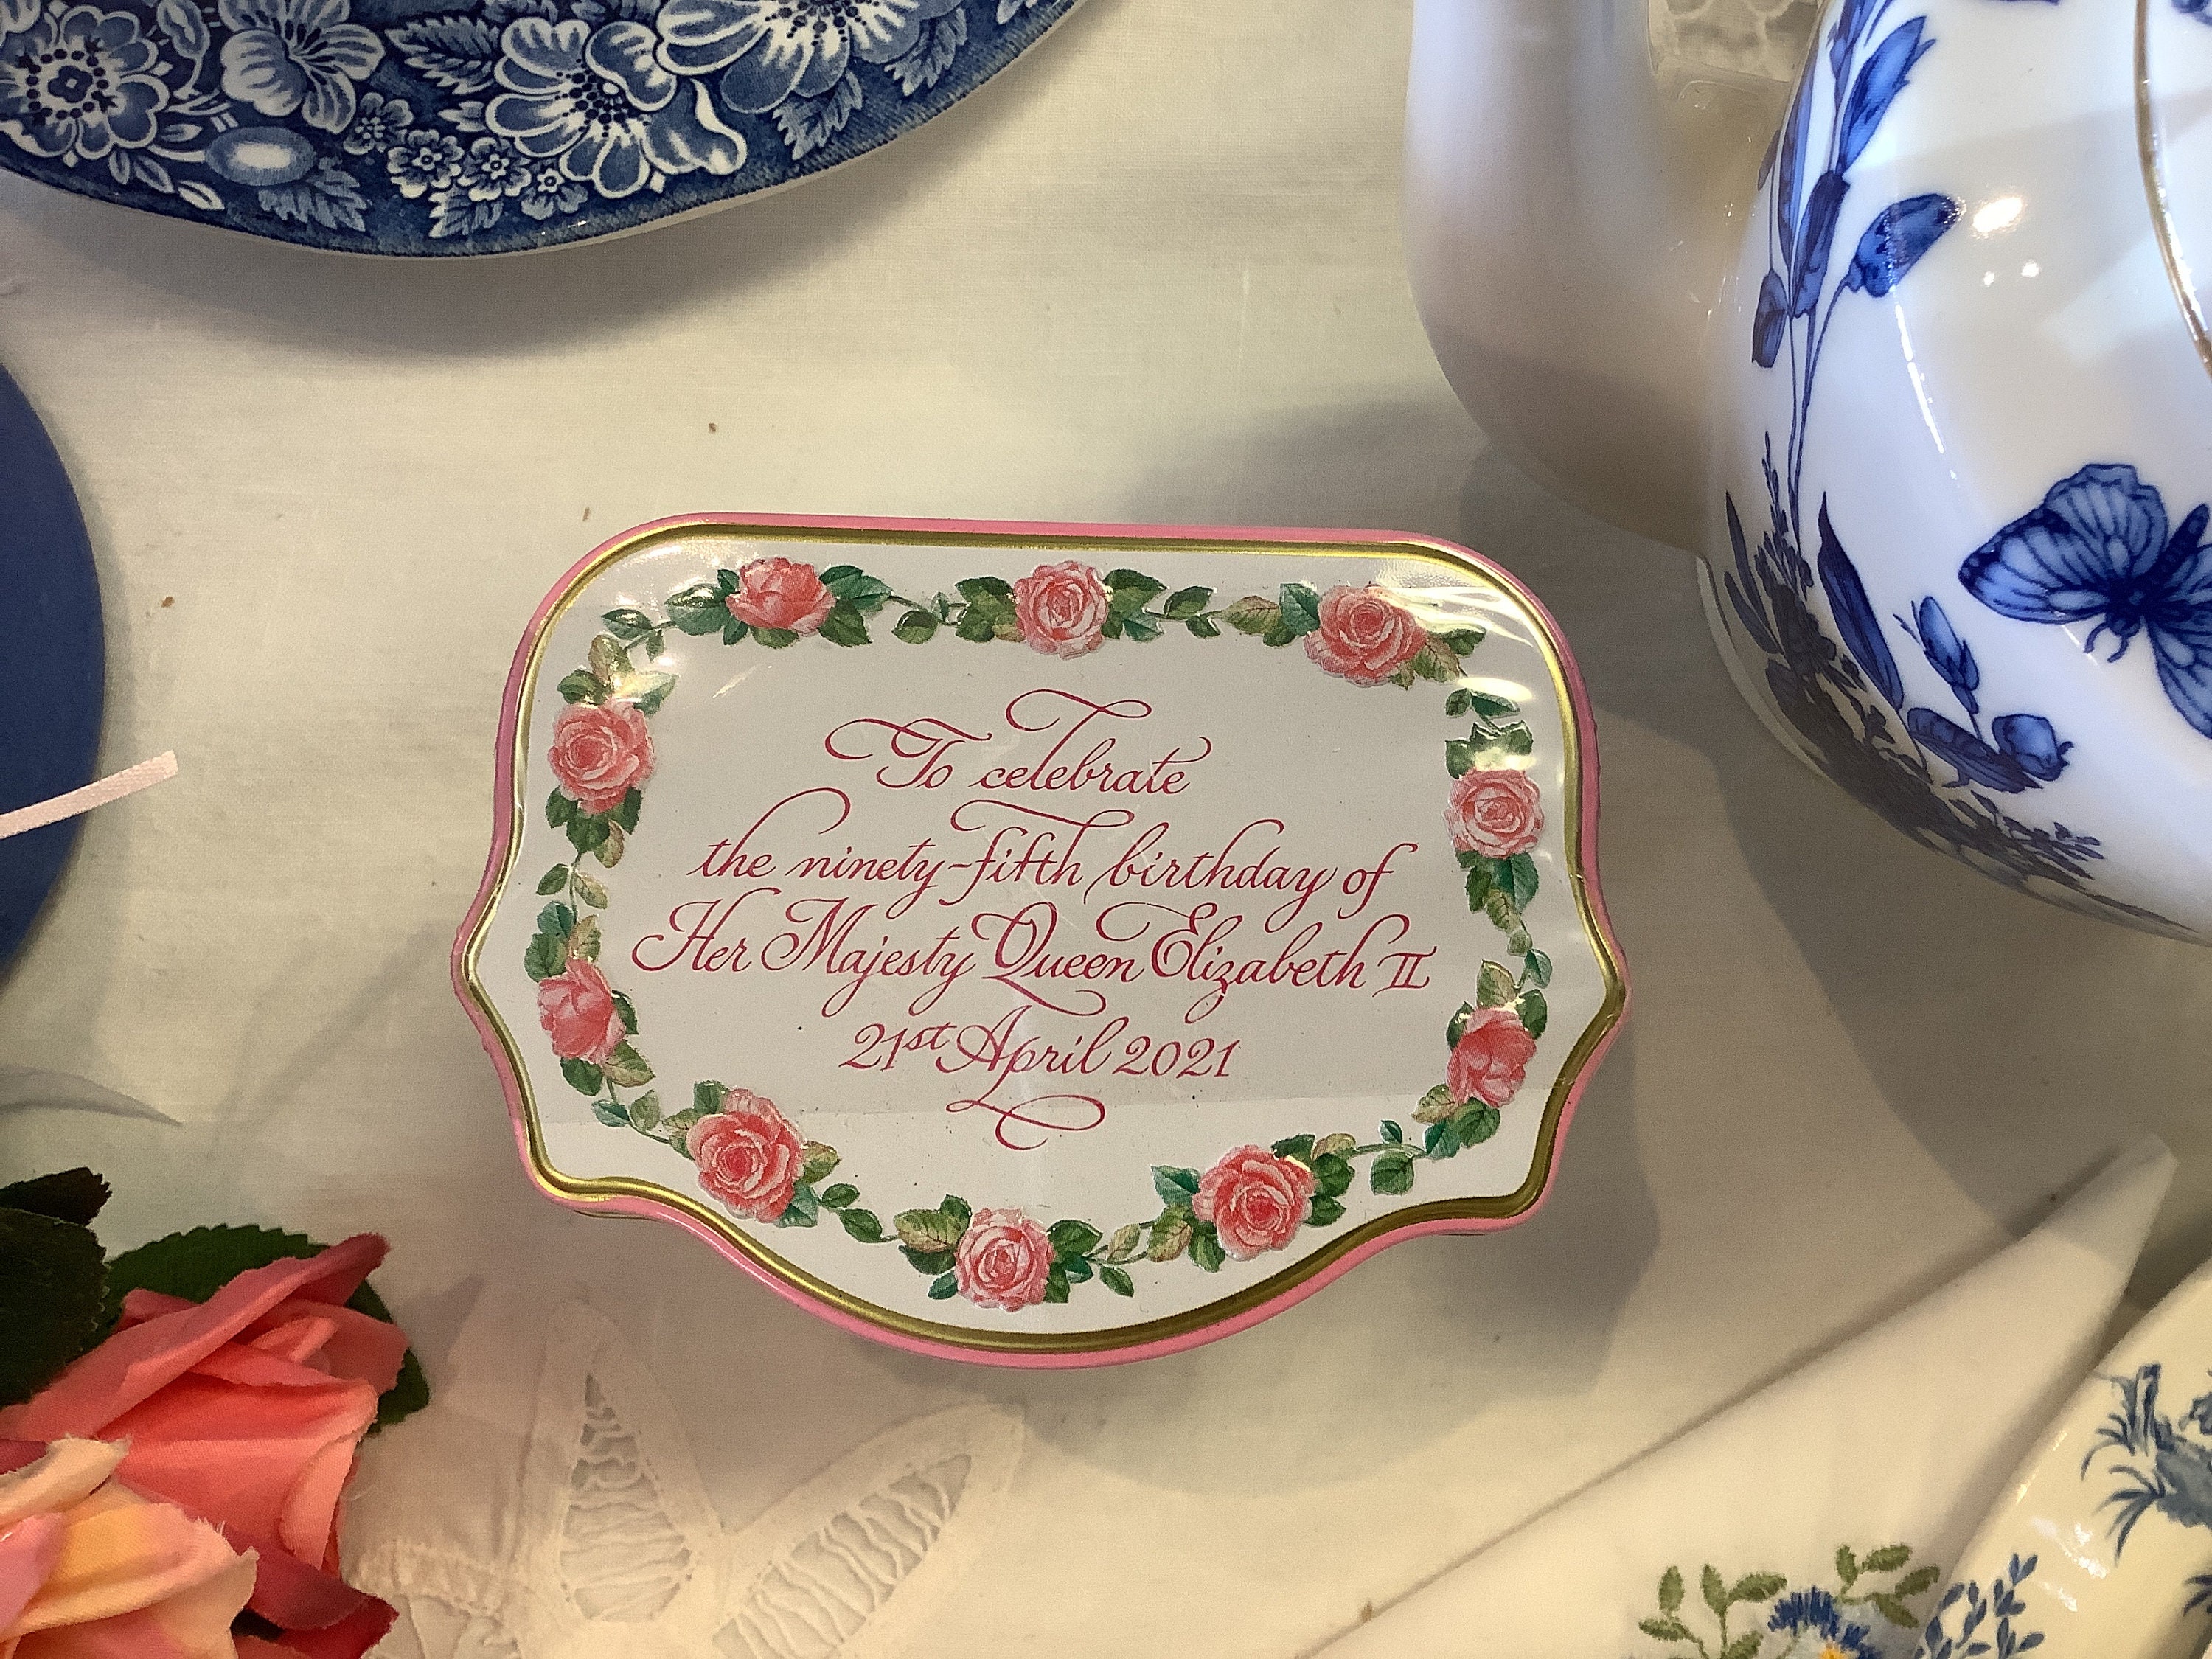 To celebrate
the ninety-fifth birthday of
Her Majesty Queen Elizabeth II
21st April 2021